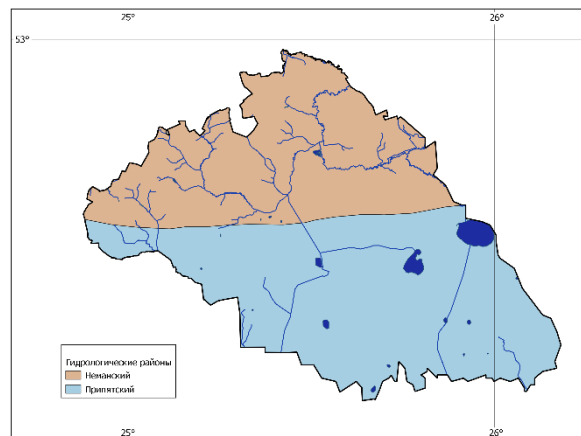 25° 26°
53°
Гидрологические районы
Неманский
Припятский
25° 26°